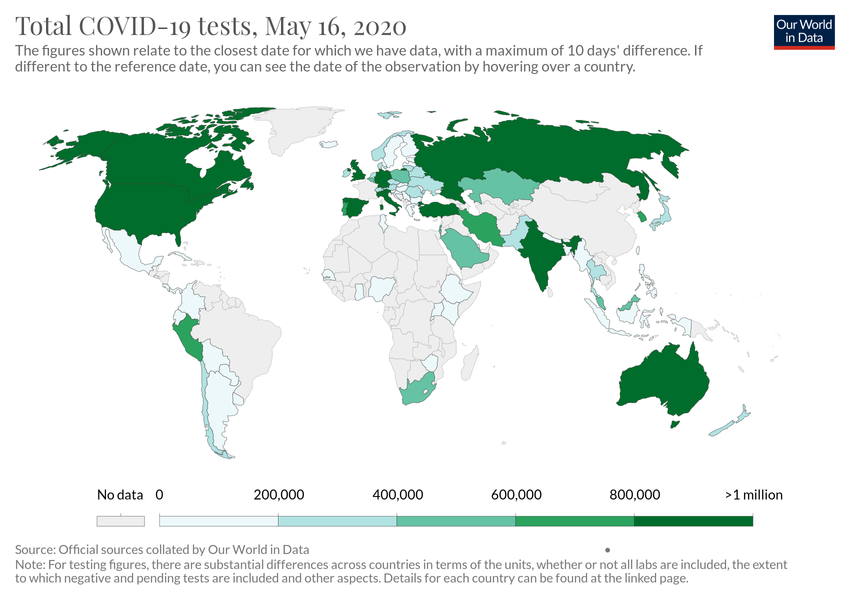 Total COVID-19 tests, May 16, 2020
Our World
in Data
The figures shown relate to the closest date for which we have data, with a maximum of 10 days' difference. If
different to the reference date, you can see the date of the observation by hovering over a country.
No data
0
200,000
400,000
600,000
800,000
>1 million
Source: Official sources collated by Our World in Data
Note: For testing figures, there are substantial differences across countries in terms of the units, whether or not all labs are included, the extent
to which negative and pending tests are included and other aspects. Details for each country can be found at the linked page.